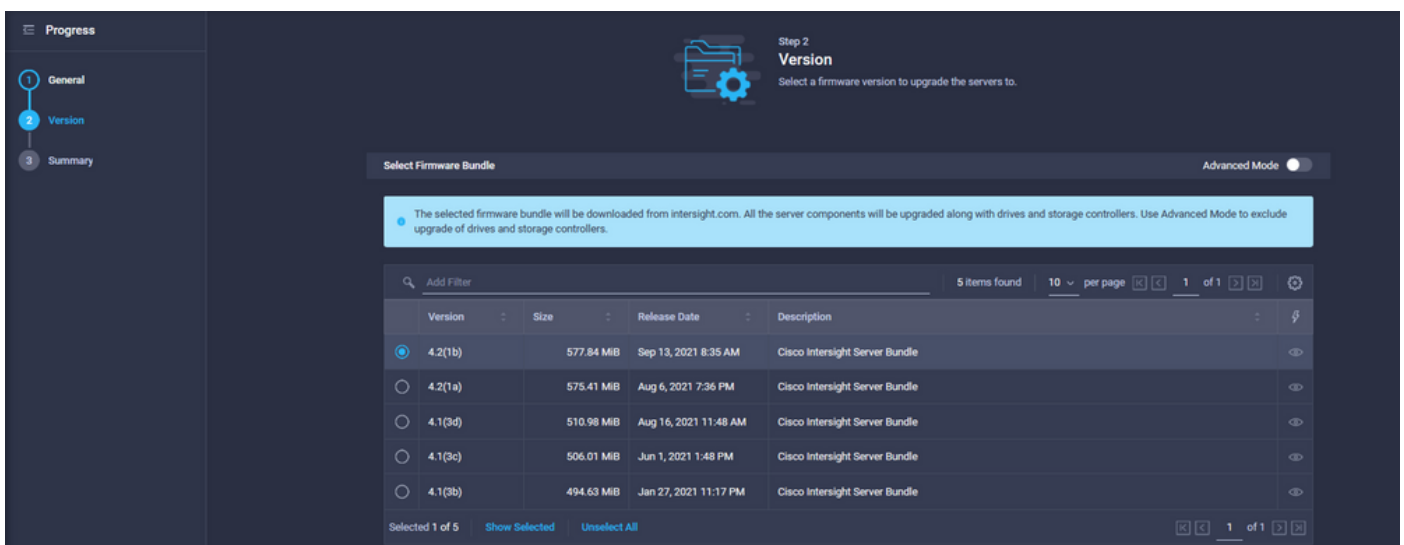 Progress
1 General
2 Version
3 Summary
Step 2
Version
Select a firmware version to upgrade the servers to.
Select Firmware Bundle Advanced Mode
The selected firmware bundle will be downloaded from intersight.com. All the server components will be upgraded along with drives and storage controllers. Use Advanced Mode to exclude
upgrade of drives and storage controllers.
Add Filter 5 items found 10 per page 1 of 1
Version Size Release Date Description
4.2(1b) 577.84 MiB Sep 13, 2021 8:35 AM Cisco Intersight Server Bundle
4.2(1a) 575.41 MiB Aug 6, 2021 7:36 PM Cisco Intersight Server Bundle
4.1(3d) 510.98 MiB Aug 16, 2021 11:48 AM Cisco Intersight Server Bundle
4.1(3c) 506.01 MiB Jun 1, 2021 1:48 PM Cisco Intersight Server Bundle
4.1(3b) 494.63 MiB Jan 27, 2021 11:17 PM Cisco Intersight Server Bundle
Selected 1 of 5 Show Selected Unselect All 1 of 1